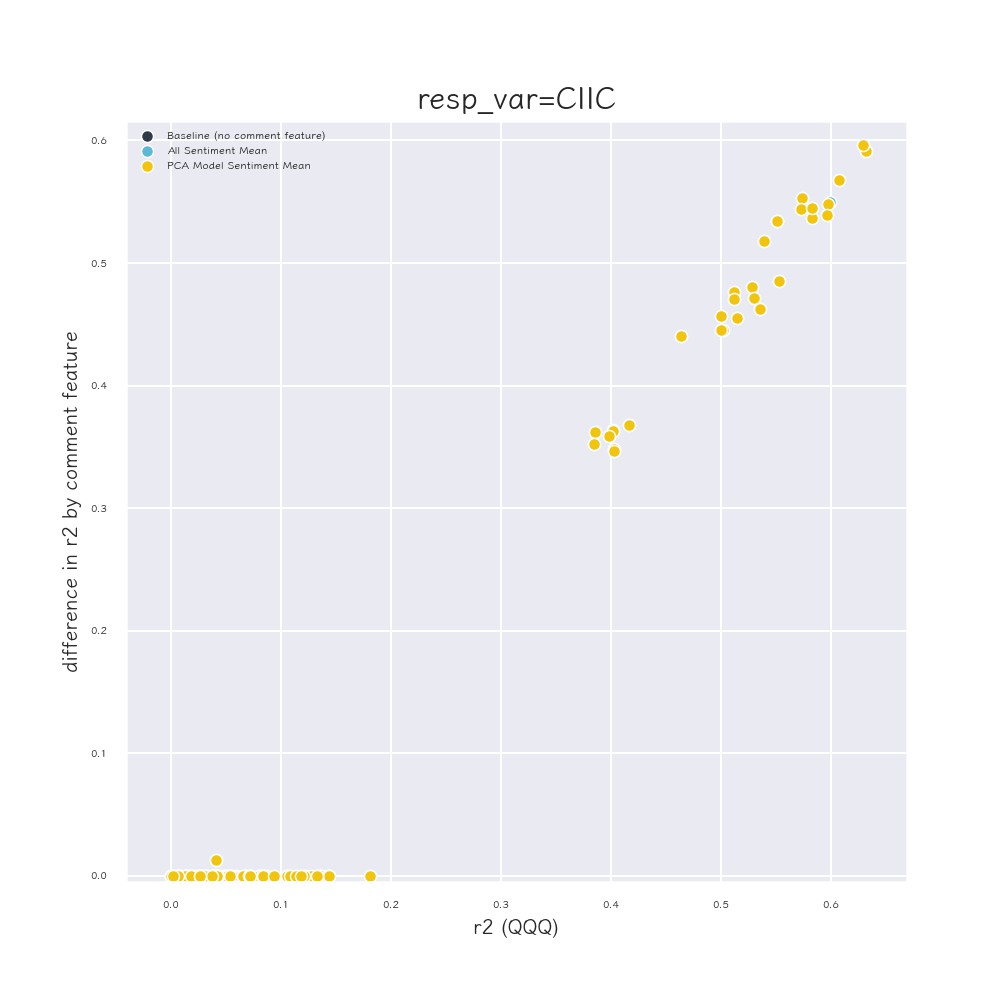 resp_var=CIIC
Baseline (no comment feature)
All Sentiment Mean
PCA Model Sentiment Mean
difference in r2 by comment feature
0.6
0.5
0.4
0.3
0.2
0.1
0.0
0.0
0.1
0.2
0.3
0.4
0.5
0.6
r2 (QQQ)